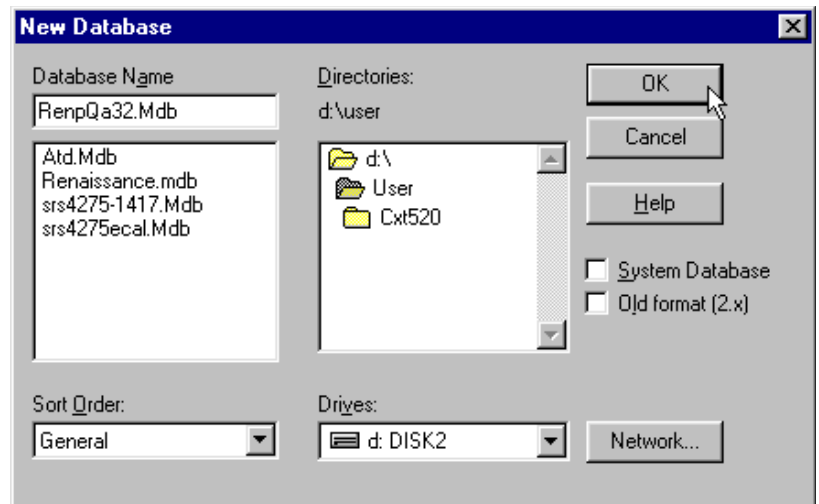 New Database
Database Name
RenpQa32.Mdb
Atd.Mdb
Renaissance.mdb
srs4275-1417.Mdb
srs4275ecal.Mdb
Sort Order:
General
Directories:
d:\user
d:\
User
Cxt520
Drives:
d: DISK2
OK
Cancel
Help
System Database
Old format (2.x)
Network...